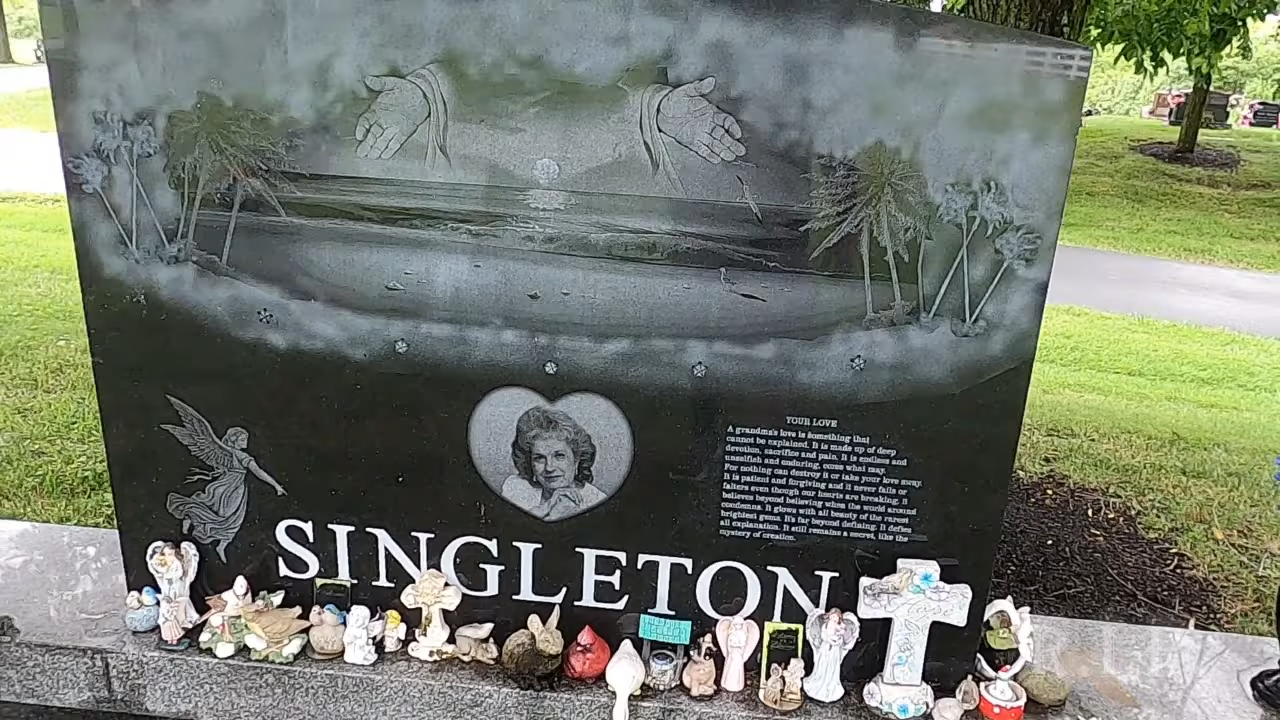 YOUR LOVE
A grandma's love is something that
cannot be explained. It is made up of deep
devotion, sacrifice and pain. It is endless and
unselfish and enduring, come what may.
For nothing can destroy it or take your love away.
It is patient and forgiving and it never fails or
falters even though our hearts are breaking. It
believes beyond believing when the world around
condemns. It glows with all beauty of the rarest
brightest gems. It's far beyond defining. It defies
all explanation. It still remains a secret, like the
mystery of creation.
SINGLETON